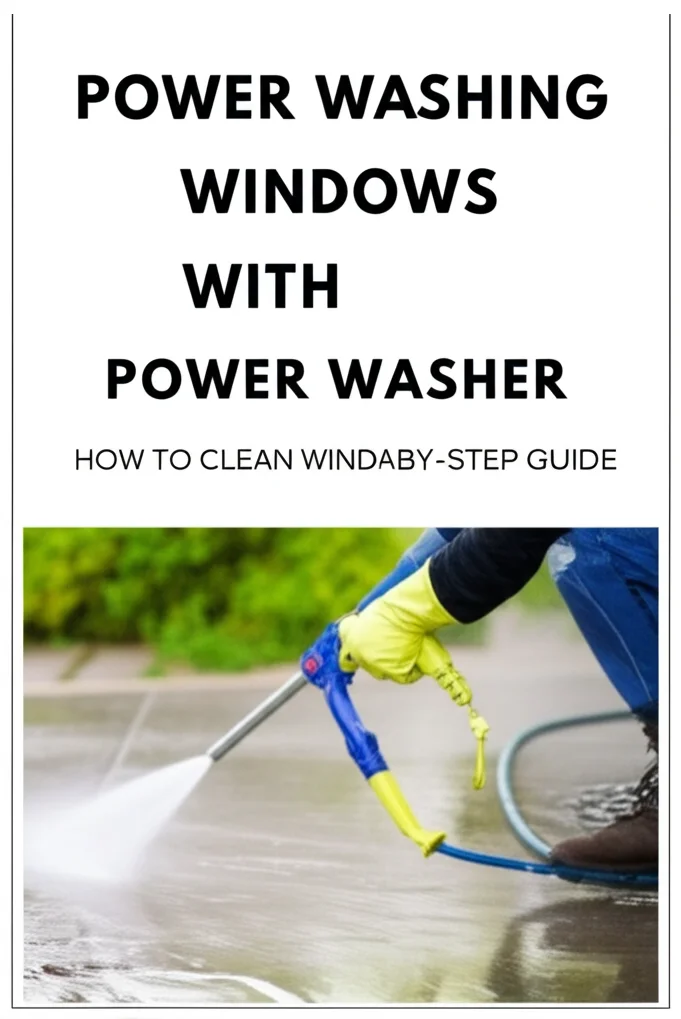 POWER WASHING
WINDOWS
WITH
POWER WASHER
HOW TO CLEAN WINDABY-STEP GUIDE